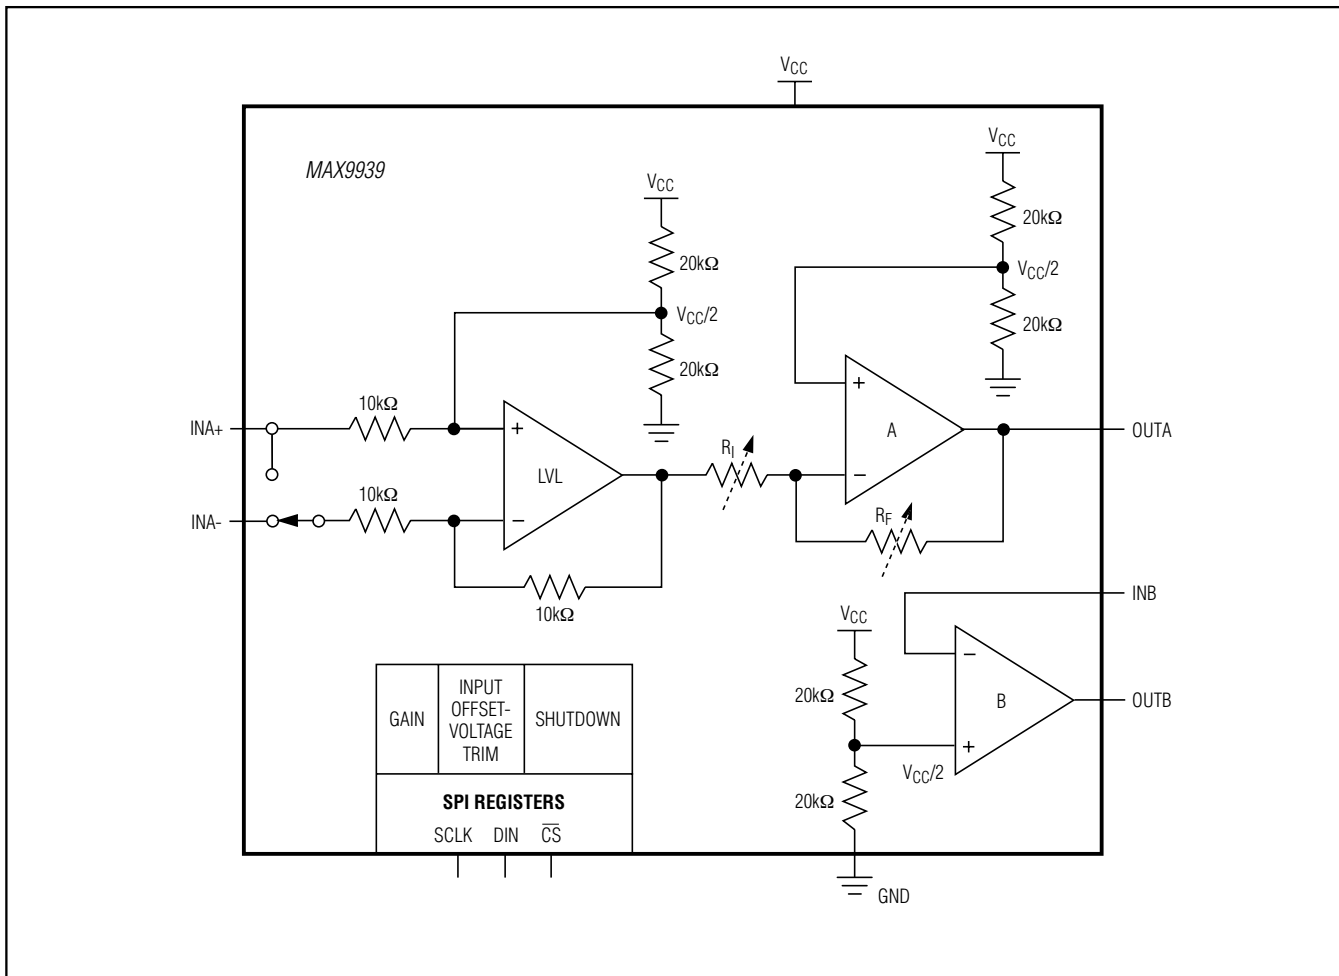 VCC
MAX9939
VCC
20kΩ
VCC/2
20kΩ
VCC
20kΩ
VCC/2
20kΩ
INA+
10kΩ
+
LVL
−
INA-
10kΩ
10kΩ
RI
+
A
−
RF
OUTA
INB
VCC
20kΩ
VCC/2
20kΩ
−
B
+
OUTB
GND
GAIN
INPUT
OFFSET-
VOLTAGE
TRIM
SHUTDOWN
SPI REGISTERS
SCLK DIN C̅S̅